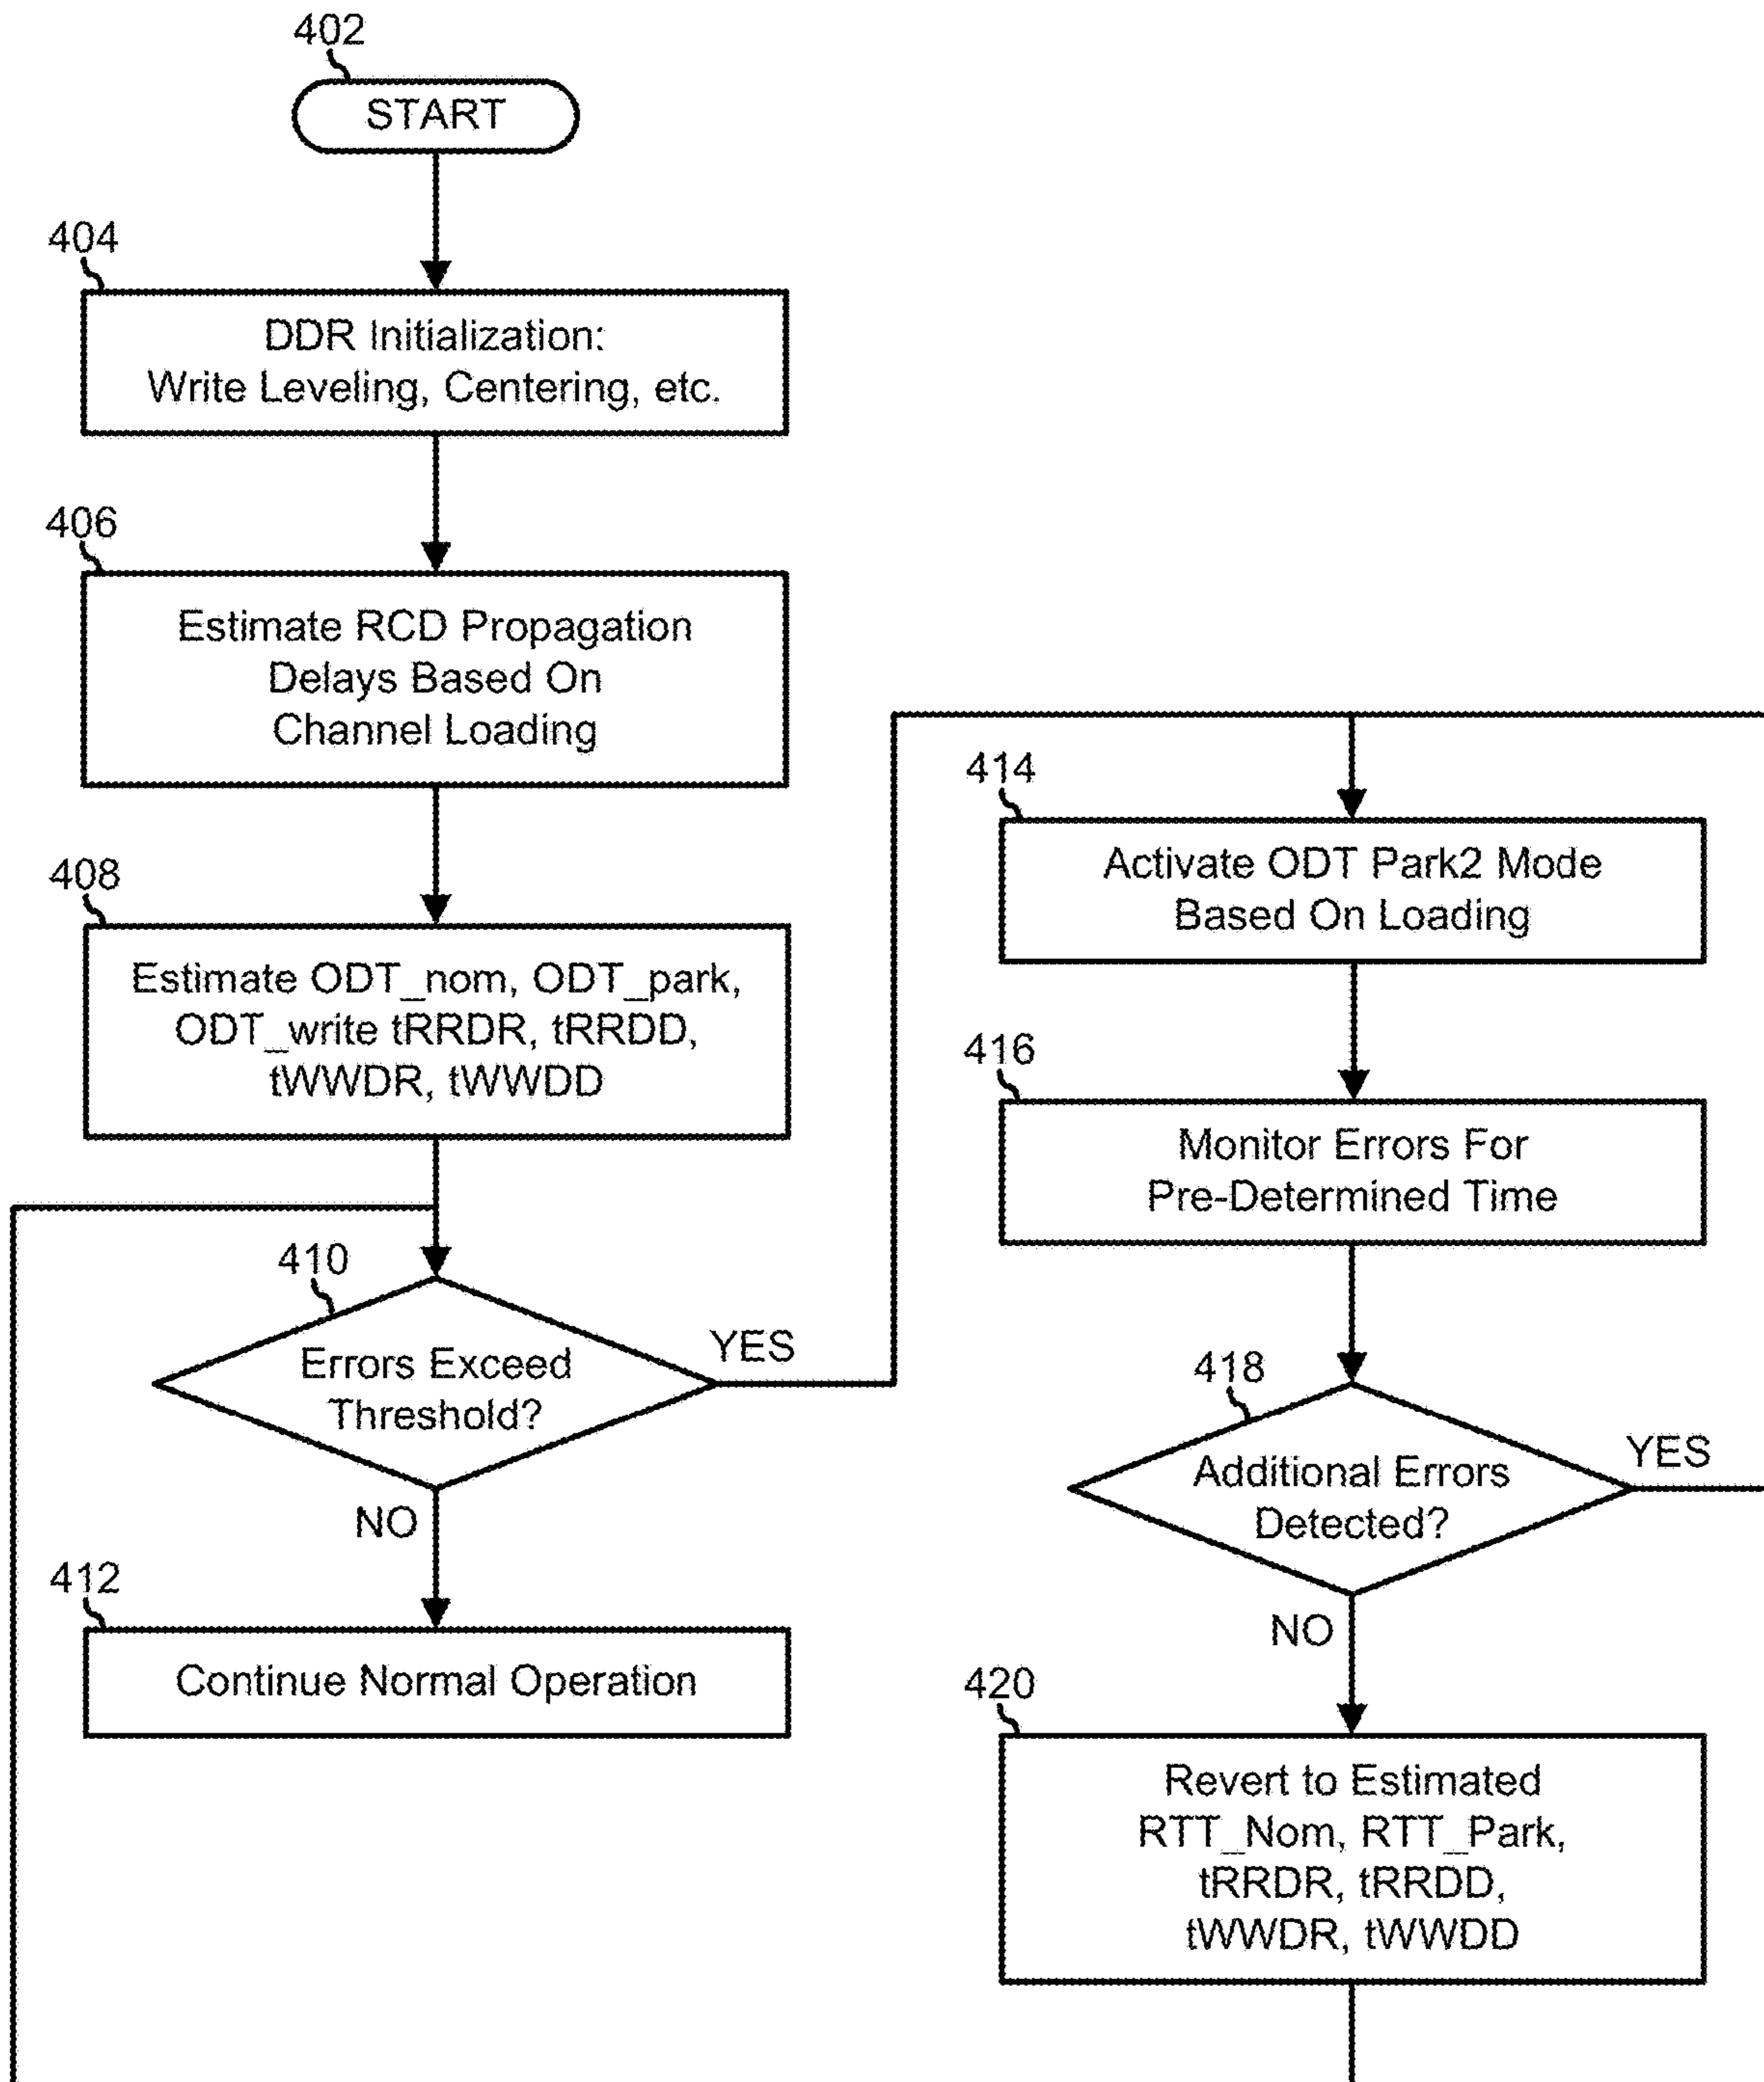 402
START
404
DDR Initialization:
Write Leveling, Centering, etc.
406
Estimate RCD Propagation
Delays Based On
Channel Loading
408
Estimate ODT_nom, ODT_park,
ODT_write tRRDR, tRRDD,
tWWDR, tWWDD
410
Errors Exceed
Threshold?
YES
NO
412
Continue Normal Operation
414
Activate ODT Park2 Mode
Based On Loading
416
Monitor Errors For
Pre-Determined Time
418
Additional Errors
Detected?
YES
NO
420
Revert to Estimated
RTT_Nom, RTT_Park,
tRRDR, tRRDD,
tWWDR, tWWDD